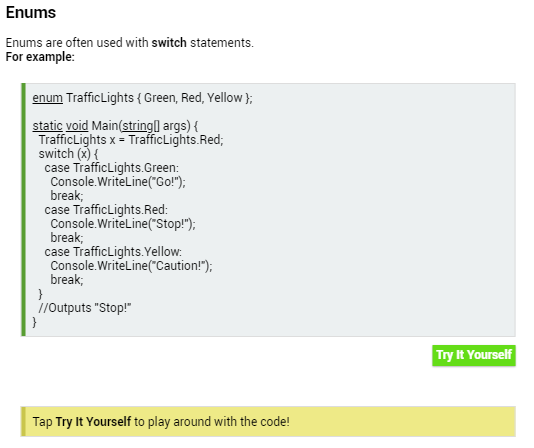 Enums
Enums are often used with switch statements.
For example:
enum TrafficLights { Green, Red, Yellow };
static void Main(string[] args) {
TrafficLights x = TrafficLights.Red;
switch (x) {
case TrafficLights.Green:
Console.WriteLine("Go!");
break;
case TrafficLights.Red:
Console.WriteLine("Stop!");
break;
case TrafficLights.Yellow:
Console.WriteLine("Caution!");
break;
}
//Outputs "Stop!"
}
Try It Yourself
Tap Try It Yourself to play around with the code!